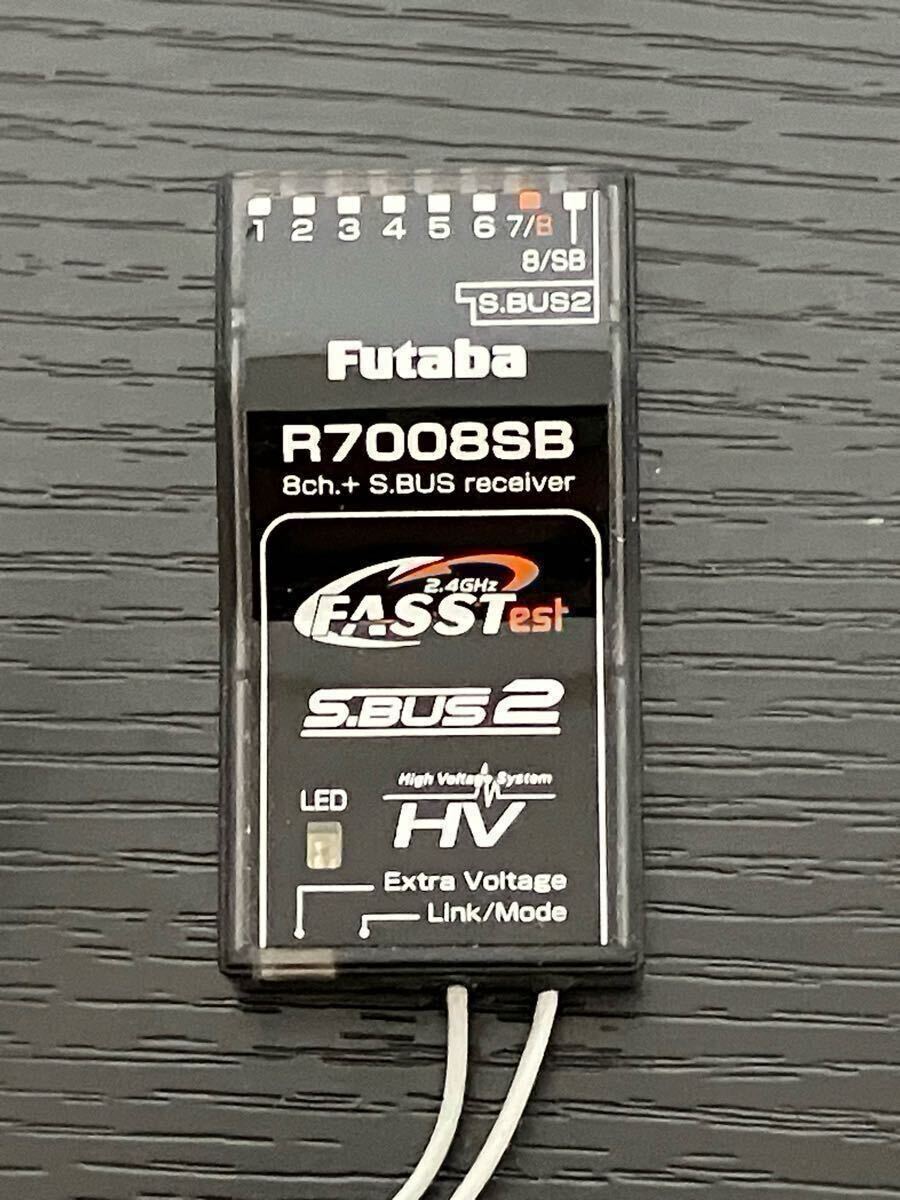 1 2 3 4 5 6 7/B
8/SB
S.BUS2
Futaba
R7008SB
8ch.+ S.BUS receiver
2.4GHz
FASSTest
S.BUS2
High Voltage System
LED
HV
Extra Voltage
Link/Mode